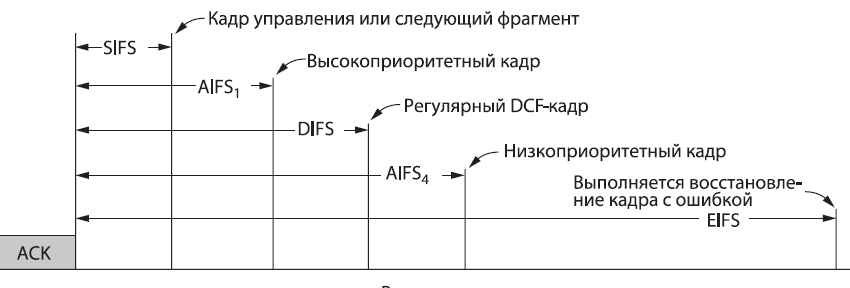 Кадр управления или следующий фрагмент
SIFS
Высокоприоритетный кадр
AIFS1
Регулярный DCF-кадр
DIFS
Низкоприоритетный кадр
AIFS4
Выполняется восстановле-
ние кадра с ошибкой
EIFS
ACK